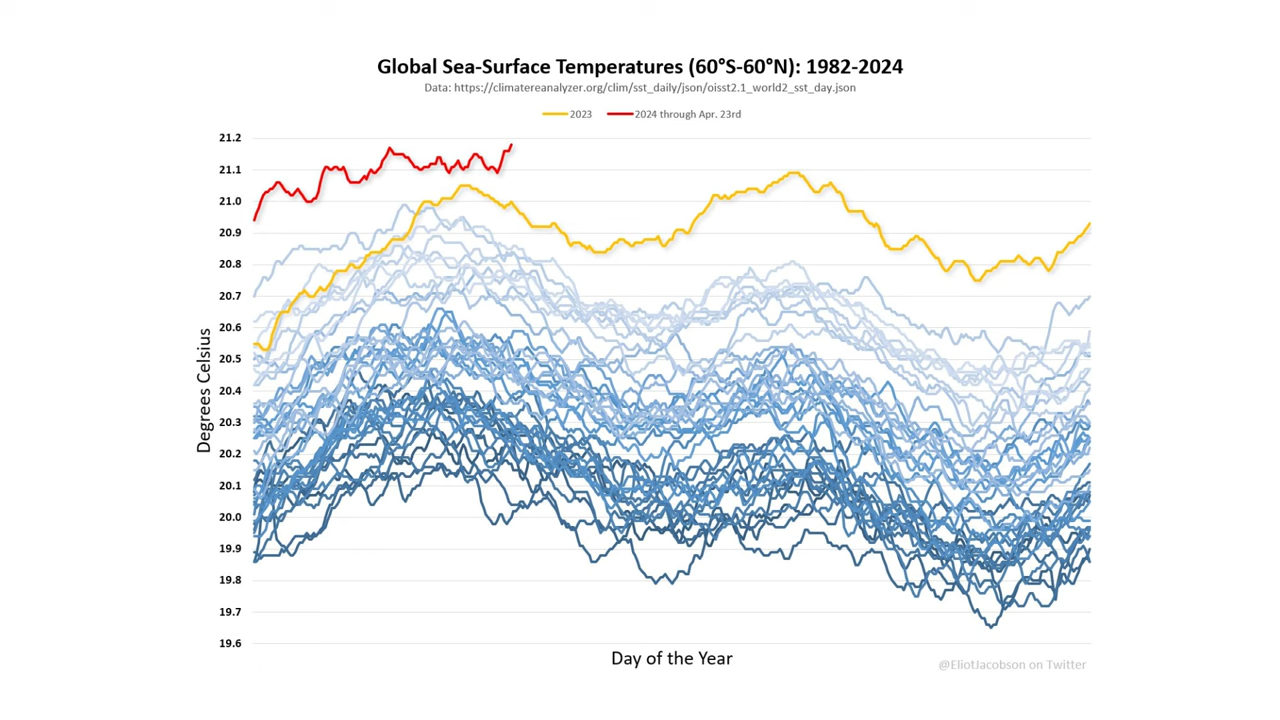 Global Sea-Surface Temperatures (60°S-60°N): 1982-2024
Data: https://climatereanalyzer.org/clim/sst_daily/json/oisst2.1_world2_sst_day.json
2023 2024 through Apr. 23rd
21.2
21.1
21.0
20.9
20.8
20.7
20.6
20.5
20.4
20.3
20.2
20.1
20.0
19.9
19.8
19.7
19.6
Degrees Celsius
Day of the Year
@EliotJacobson on Twitter